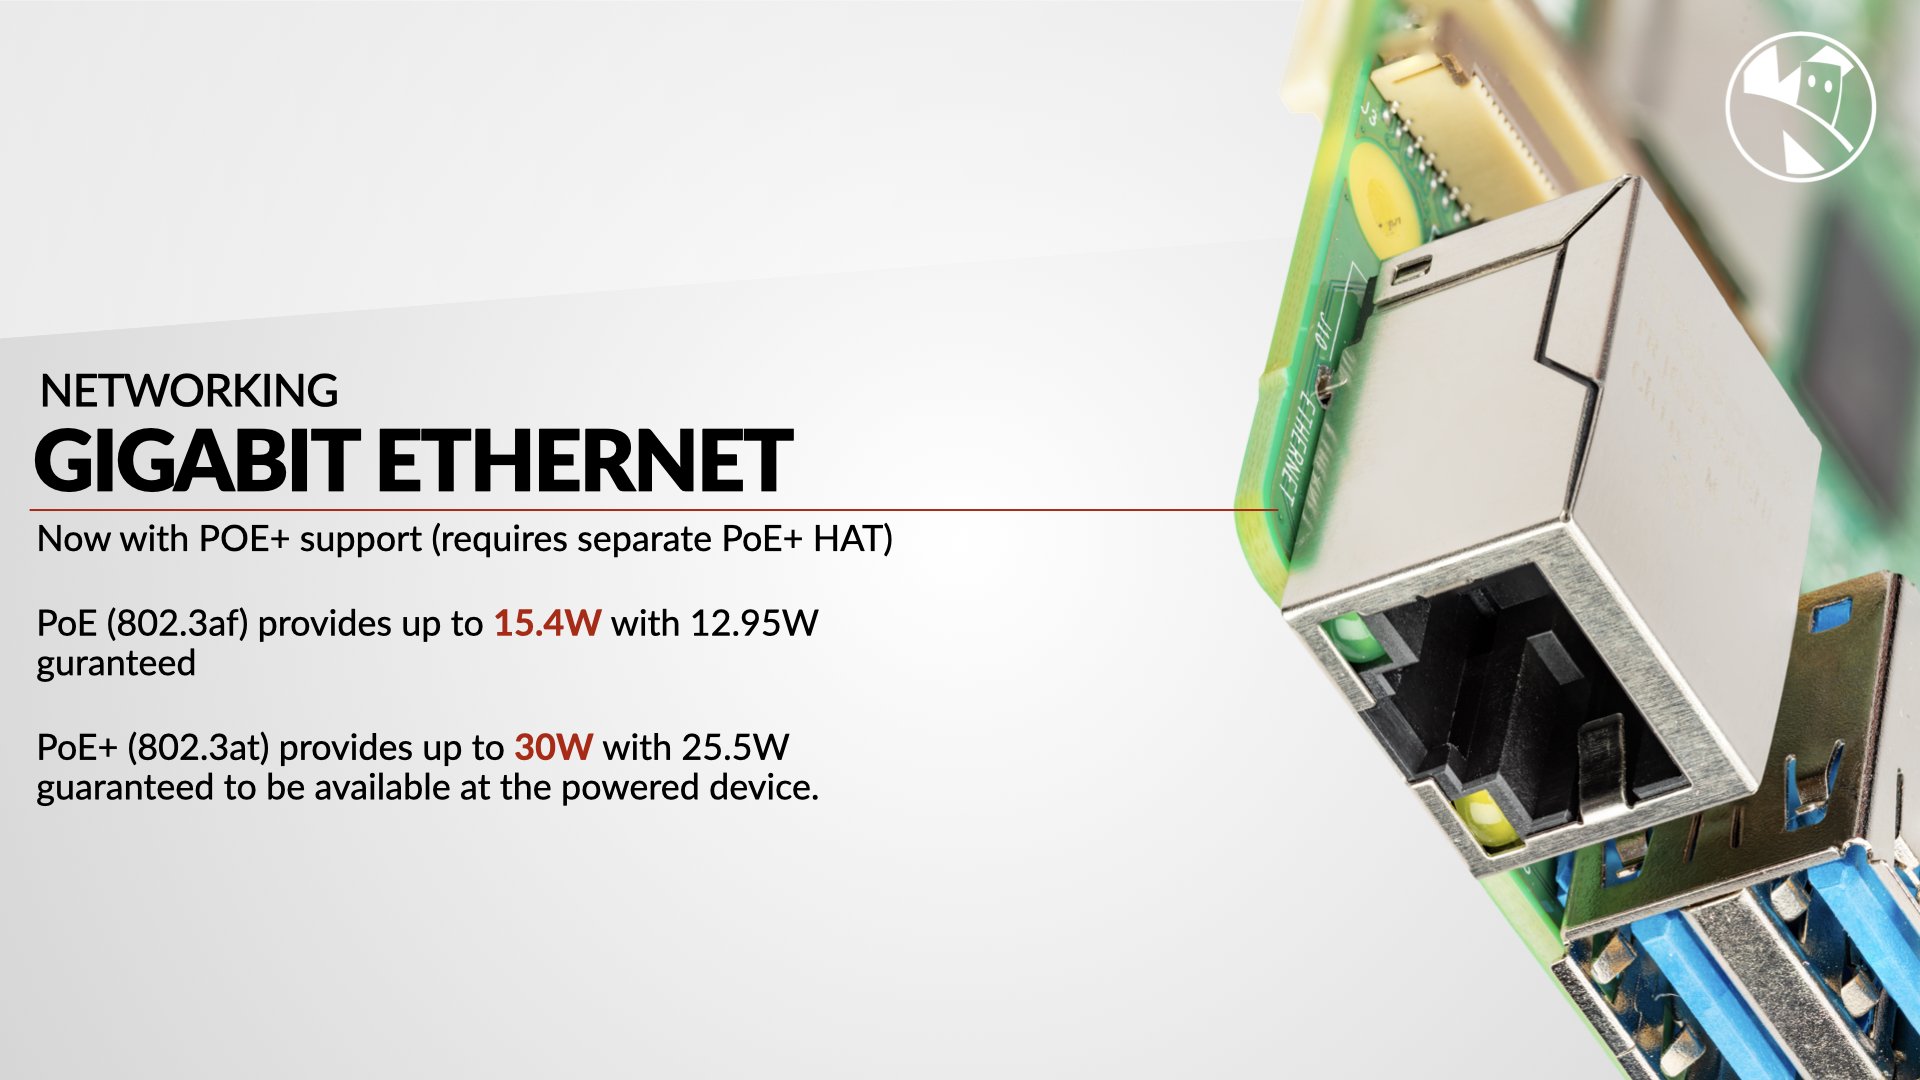 NETWORKING
GIGABIT ETHERNET
Now with POE+ support (requires separate PoE+ HAT)
PoE (802.3af) provides up to 15.4W with 12.95W
guranteed
PoE+ (802.3at) provides up to 30W with 25.5W
guaranteed to be available at the powered device.
J10
ETHERNET